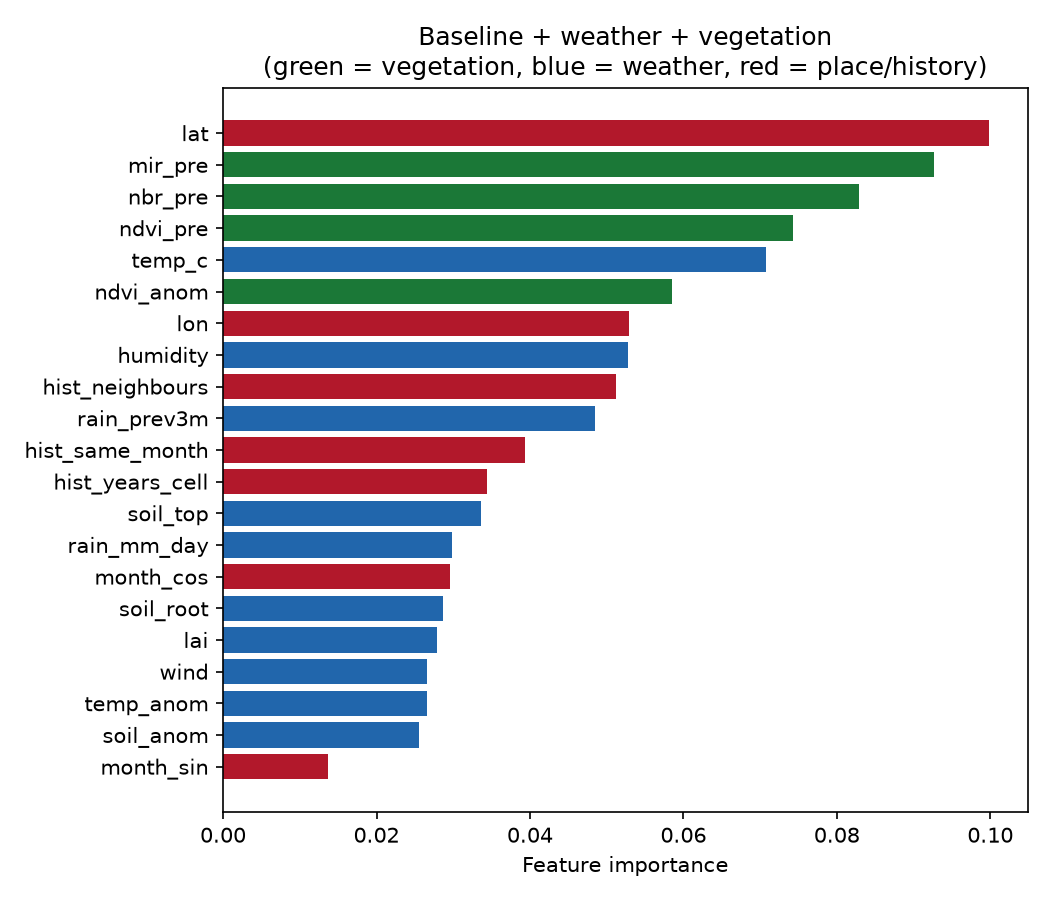 Baseline + weather + vegetation
(green = vegetation, blue = weather, red = place/history)
lat
mir_pre
nbr_pre
ndvi_pre
temp_c
ndvi_anom
lon
humidity
hist_neighbours
rain_prev3m
hist_same_month
hist_years_cell
soil_top
rain_mm_day
month_cos
soil_root
lai
wind
temp_anom
soil_anom
month_sin
0.00 0.02 0.04 0.06 0.08 0.10
Feature importance